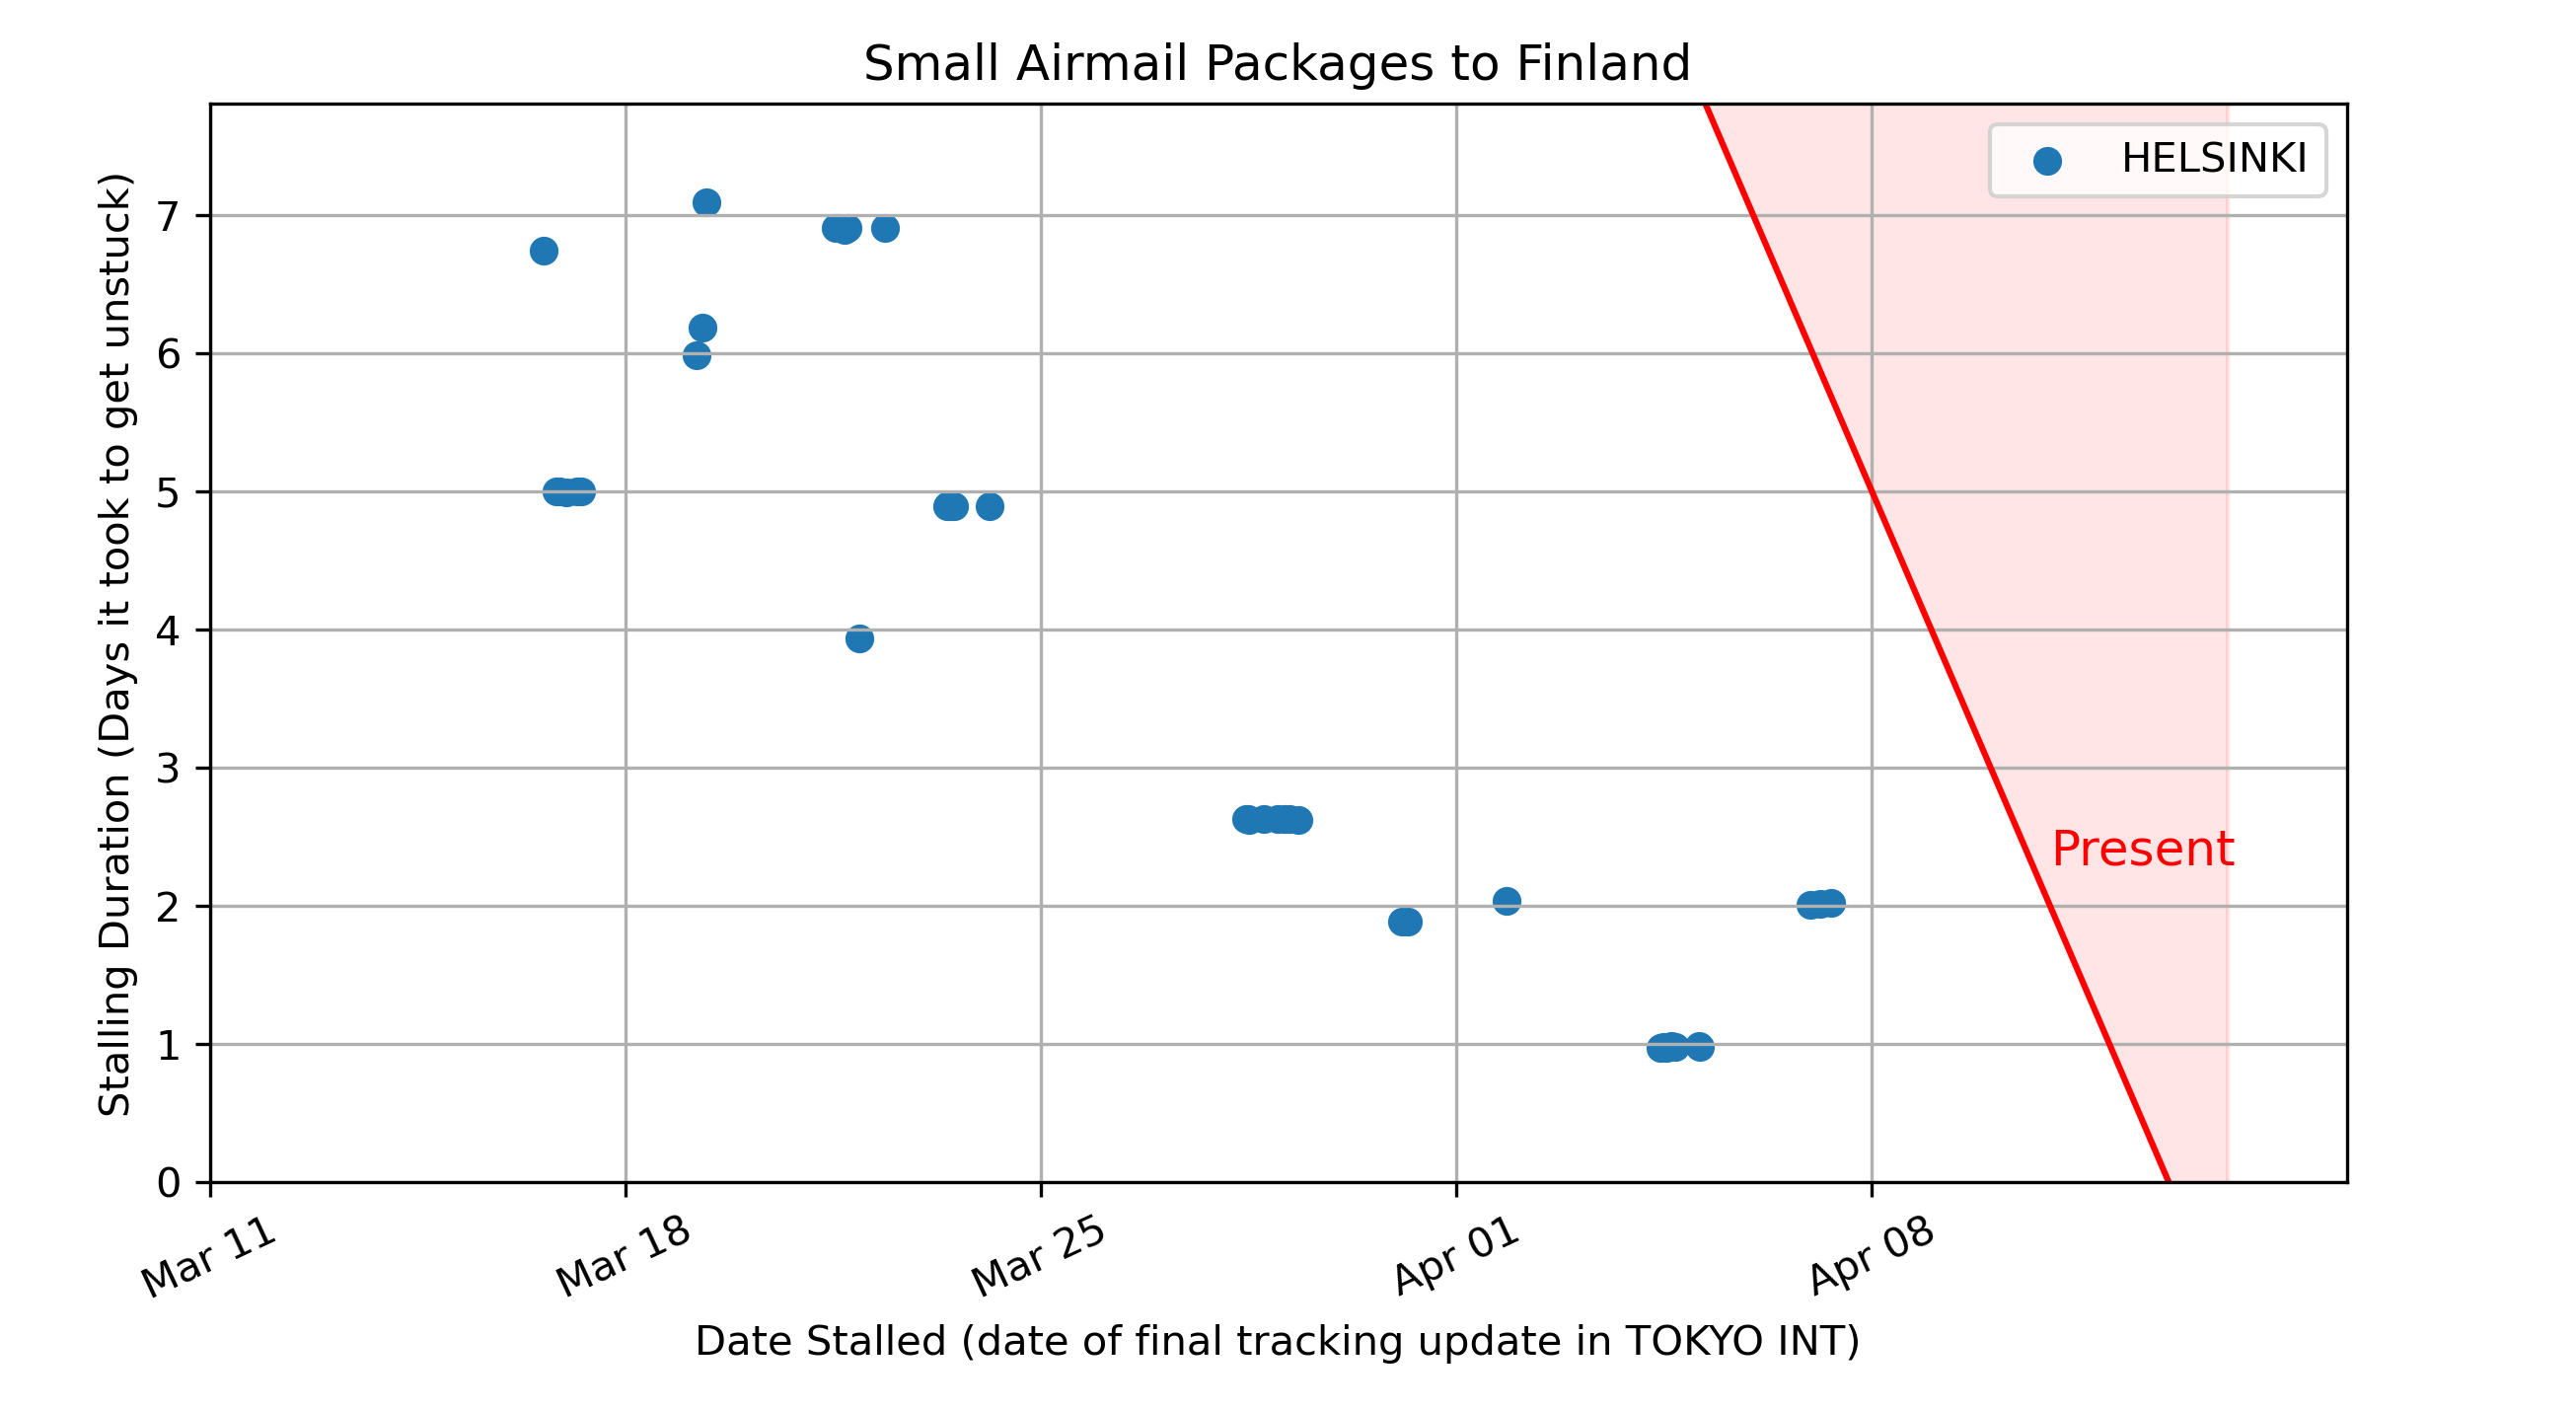 Small Airmail Packages to Finland
HELSINKI
Stalling Duration (Days it took to get unstuck)
7
6
5
4
3
2
1
0
Present
Mar 11
Mar 18
Mar 25
Apr 01
Apr 08
Date Stalled (date of final tracking update in TOKYO INT)